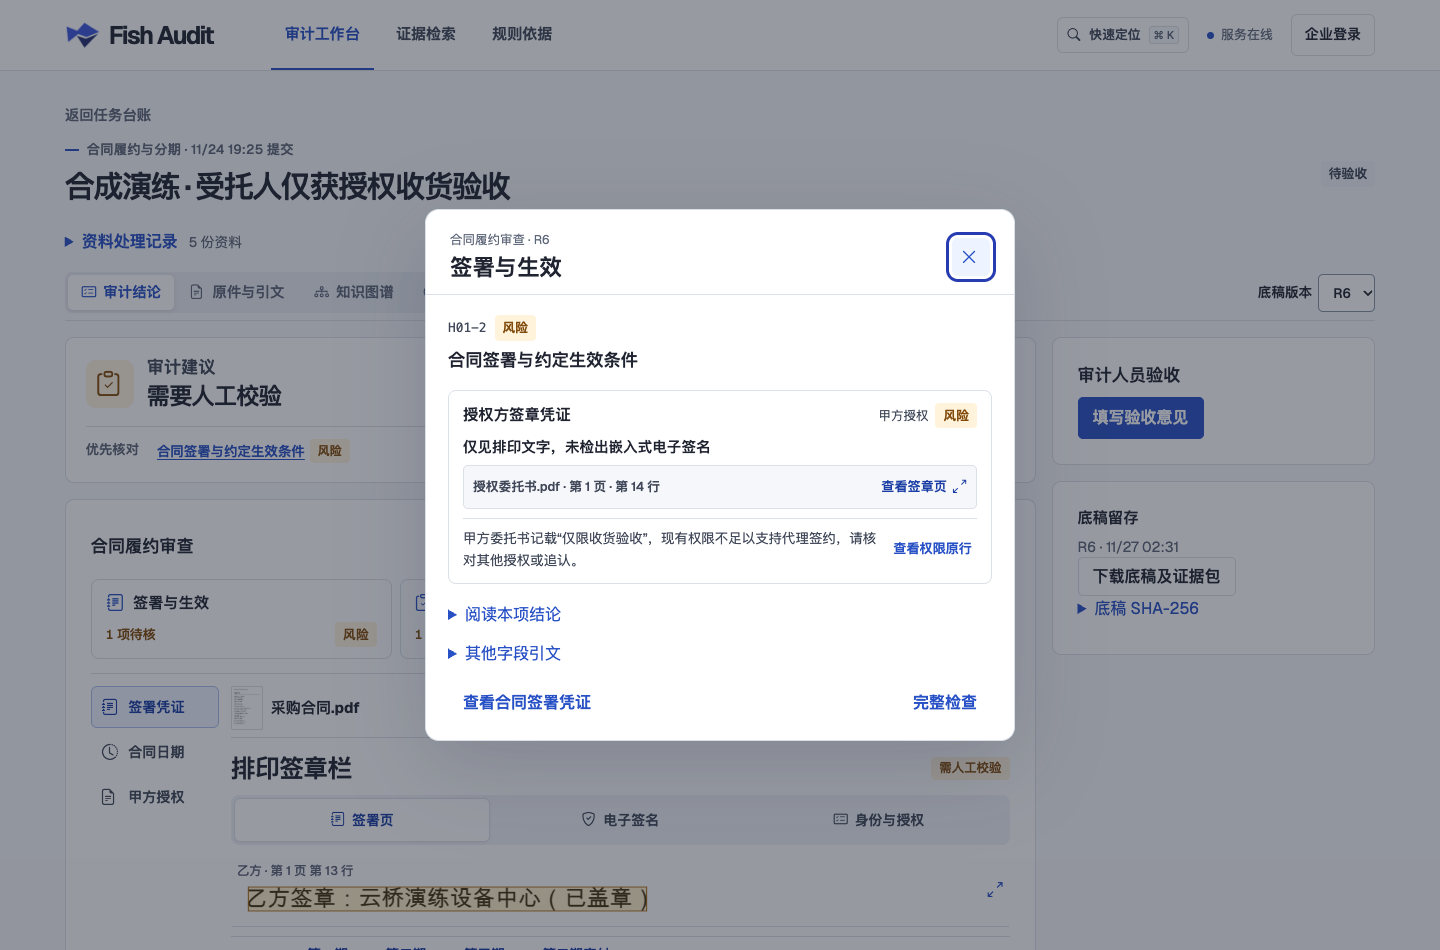 Fish Audit
审计工作台
证据检索
规则依据
快速定位
⌘ K
服务在线
企业登录
返回任务台账
合同履约与分期 · 11/24 19:25 提交
合成演练 · 受托人仅获授权收货验收
待验收
资料处理记录
5 份资料
审计结论
原件与引文
知识图谱
底稿版本
R6
审计建议
需要人工校验
优先核对
合同签署与约定生效条件
风险
合同履约审查
签署与生效
1 项待核
风险
1
签署凭证
合同日期
甲方授权
采购合同.pdf
排印签章栏
需人工校验
签署页
电子签名
身份与授权
乙方 · 第 1 页 第 13 行
乙方签章：云桥演练设备中心（已盖章）
审计人员验收
填写验收意见
底稿留存
R6 · 11/27 02:31
下载底稿及证据包
底稿 SHA-256
合同履约审查 · R6
签署与生效
H01-2
风险
合同签署与约定生效条件
授权方签章凭证
甲方授权
风险
仅见排印文字，未检出嵌入式电子签名
授权委托书.pdf · 第 1 页 · 第 14 行
查看签章页
甲方委托书记载“仅限收货验收”，现有权限不足以支持代理签约，请核
对其他授权或追认。
查看权限原行
阅读本项结论
其他字段引文
查看合同签署凭证
完整检查